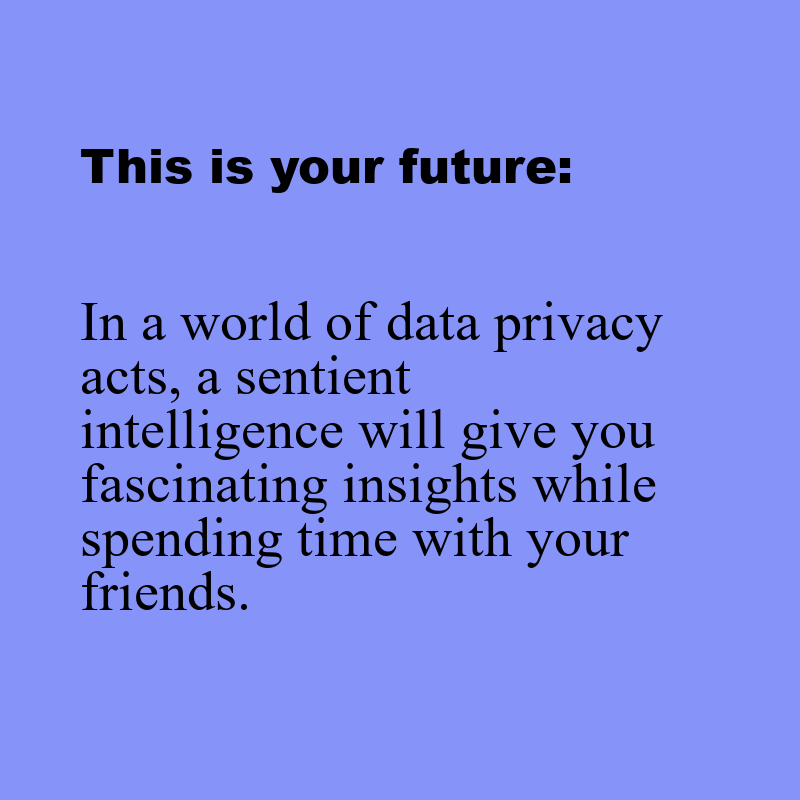 This is your future:
In a world of data privacy
acts, a sentient
intelligence will give you
fascinating insights while
spending time with your
friends.